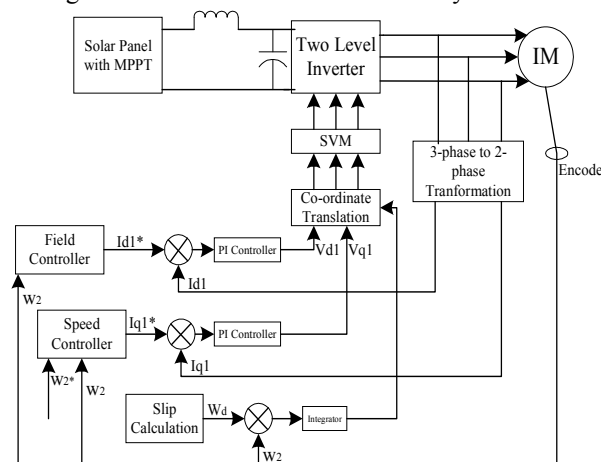 Solar Panel
with MPPT
Two Level
Inverter
IM
SVM
3-phase to 2-
phase
Tranformation
Encode
Co-ordinate
Translation
Field
Controller
Id1*
PI Controller
Vd1
Vq1
Id1
W2
Speed
Controller
Iq1*
PI Controller
Iq1
W2*
W2
Slip
Calculation
Wd
Integrator
W2